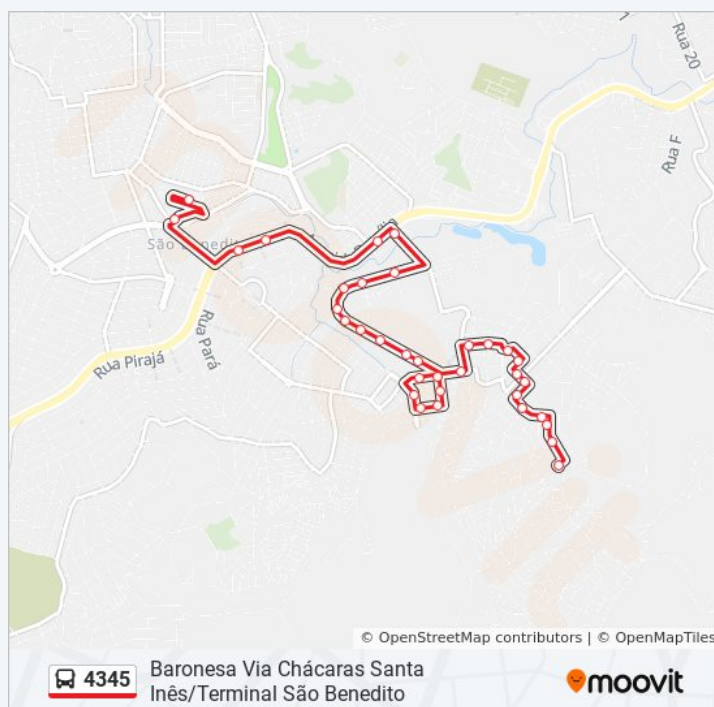 Rua 20
Rua F
São Benedito
Rua Pará
Rua Pirajá
© OpenStreetMap contributors | © OpenMapTiles
4345
Baronesa Via Chácaras Santa
Inês/Terminal São Benedito
moovit